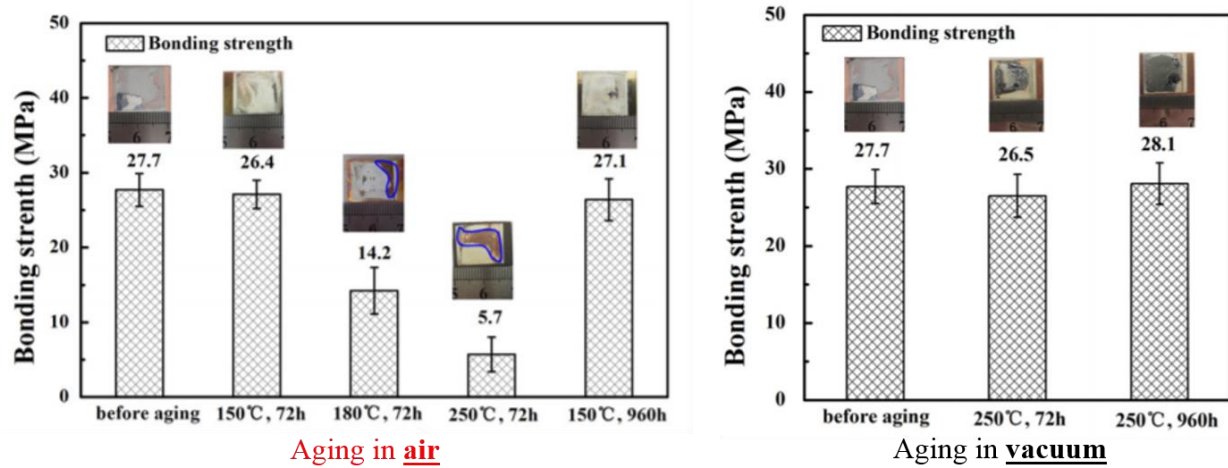 50
40
30
20
10
0
Bonding strenth (MPa)
Bonding strength
27.7
26.4
14.2
5.7
27.1
before aging
150℃, 72h
180℃, 72h
250℃, 72h
150℃, 960h
Aging in air
50
40
30
20
10
0
Bonding strenth (MPa)
Bonding strength
27.7
26.5
28.1
before aging
250℃, 72h
250℃, 960h
Aging in vacuum